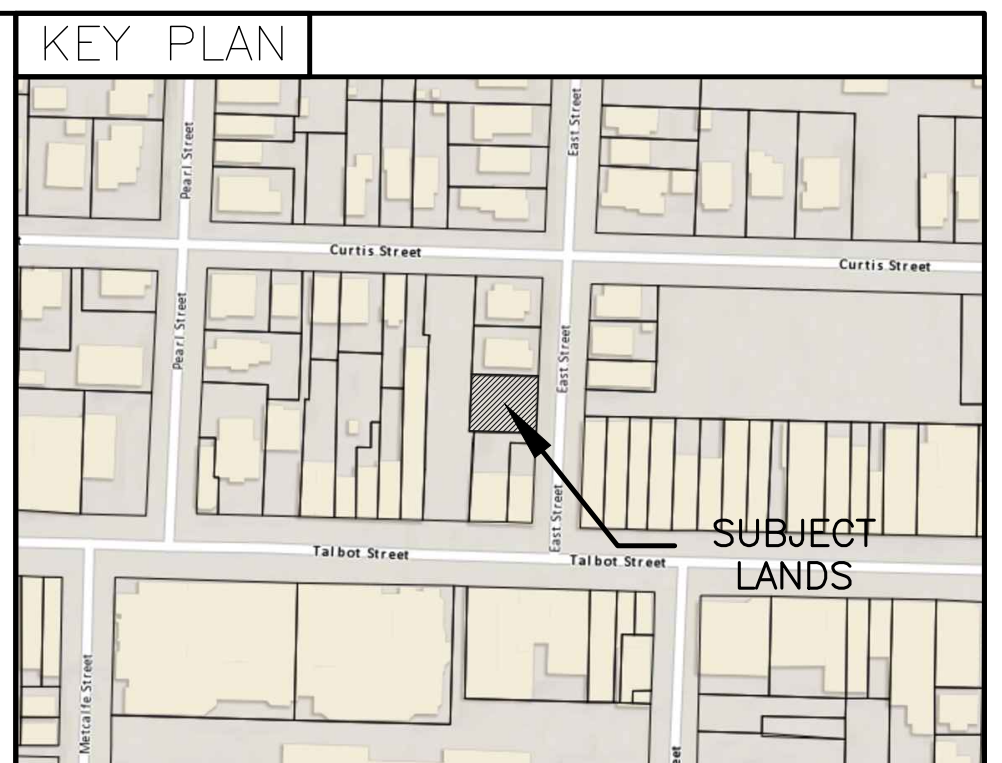 KEY PLAN
East Street
Pearl Street
Curtis Street
Curtis Street
Pearl Street
East Street
East Street
SUBJECT
LANDS
Talbot Street
Talbot Street
Metcalfe Street